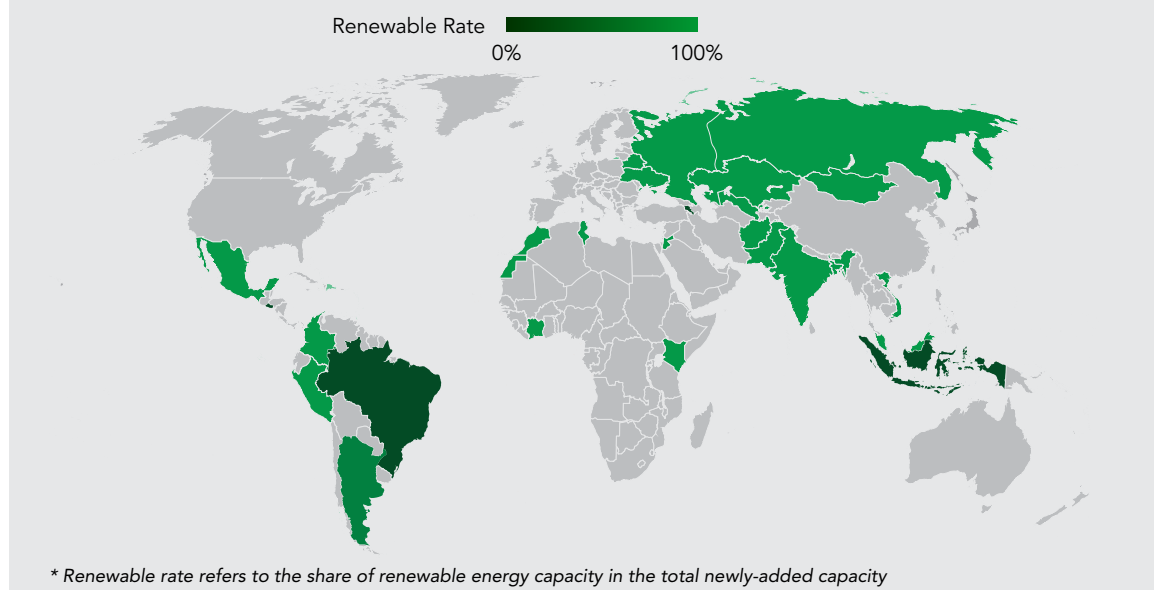 Renewable Rate
0% 100%
* Renewable rate refers to the share of renewable energy capacity in the total newly-added capacity